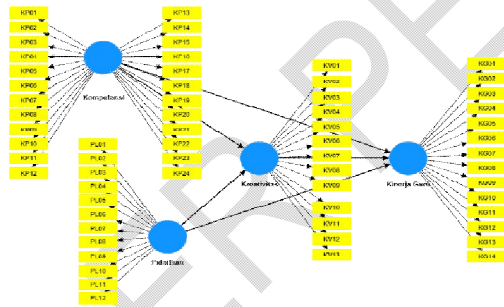 KP01
KP02
KP03
KP04
KP05
KP06
KP07
KP08
KP10
KP11
KP12
KP13
KP14
KP15
KP16
KP17
KP18
KP19
KP20
KP22
KP23
KP24
Kompetensi
PL01
PL02
PL03
PL04
PL05
PL06
PL07
PL08
PL09
PL10
PL11
PL12
Pelatihan
KV01
KV02
KV03
KV04
KV05
KV06
KV07
KV08
KV09
KV10
KV11
KV12
KV13
Kreativitas
KG01
KG02
KG03
KG04
KG05
KG06
KG07
KG08
KG09
KG10
KG11
KG12
KG13
KG14
Kinerja Guru